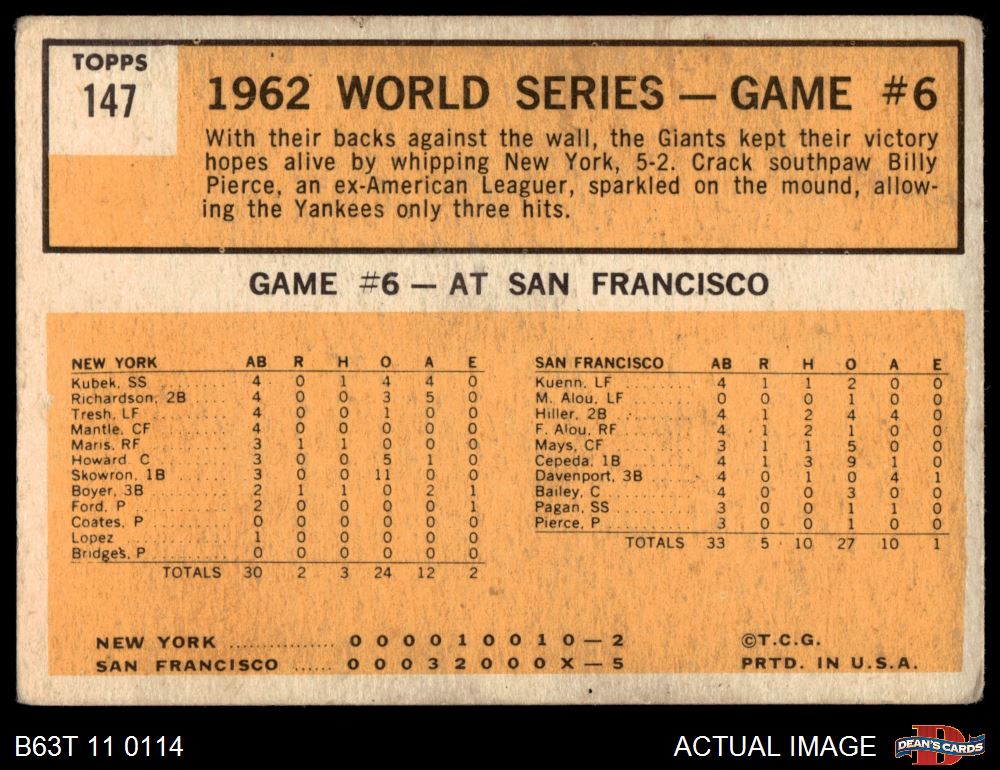 TOPPS
147
1962 WORLD SERIES — GAME #6
With their backs against the wall, the Giants kept their victory
hopes alive by whipping New York, 5-2. Crack southpaw Billy
Pierce, an ex-American Leaguer, sparkled on the mound, allow-
ing the Yankees only three hits.
GAME #6 — AT SAN FRANCISCO
NEW YORK AB R H O A E
Kubek, SS ........ 4 0 1 4 4 0
Richardson, 2B .... 4 0 0 3 5 0
Tresh, LF ........ 4 0 0 1 0 0
Mantle, CF ........ 4 0 0 0 0 0
Maris, RF ........ 3 1 1 0 0 0
Howard C ........ 3 0 0 5 1 0
Skowron, 1B ...... 3 0 0 11 0 0
Boyer, 3B ........ 2 1 1 0 2 1
Ford, P .......... 2 0 0 0 0 1
Coates, P ........ 0 0 0 0 0 0
Lopez ............ 1 0 0 0 0 0
Bridges, P ........ 0 0 0 0 0 0
TOTALS 30 2 3 24 12 2
SAN FRANCISCO AB R H O A E
Kuenn, LF ........ 4 1 1 2 0 0
M. Alou, LF ...... 0 0 0 1 0 0
Hiller, 2B ........ 4 1 2 4 4 0
F. Alou, RF ...... 4 1 2 1 0 0
Mays, CF ........ 3 1 1 5 0 0
Cepeda, 1B ...... 4 1 3 9 1 0
Davenport, 3B .... 4 0 1 0 4 1
Bailey, C ........ 4 0 0 3 0 0
Pagan, SS ........ 3 0 0 1 1 0
Pierce, P ........ 3 0 0 1 0 0
TOTALS 33 5 10 27 10 1
NEW YORK ............ 0 0 0 0 1 0 0 1 0 — 2
SAN FRANCISCO ...... 0 0 0 3 2 0 0 0 X — 5
©T.C.G.
PRTD. IN U.S.A.
B63T 11 0114
ACTUAL IMAGE
DEAN'S CARDS